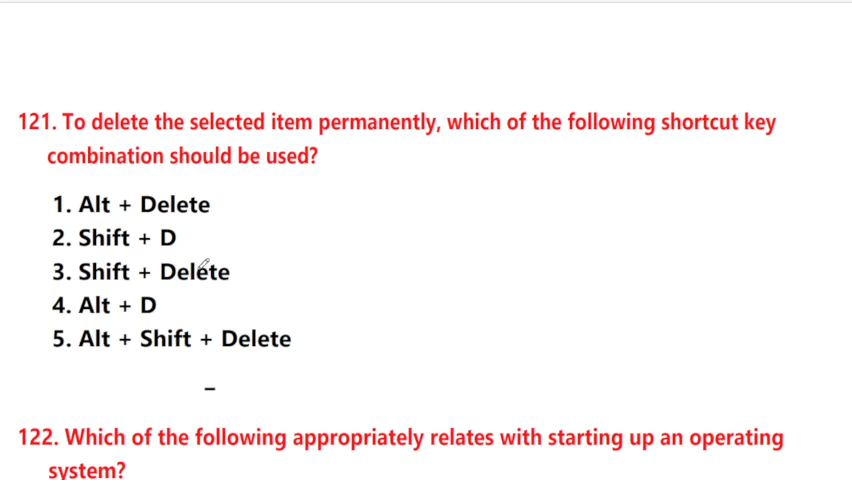 121. To delete the selected item permanently, which of the following shortcut key
combination should be used?
1. Alt + Delete
2. Shift + D
3. Shift + Delete
4. Alt + D
5. Alt + Shift + Delete
–
122. Which of the following appropriately relates with starting up an operating
system?